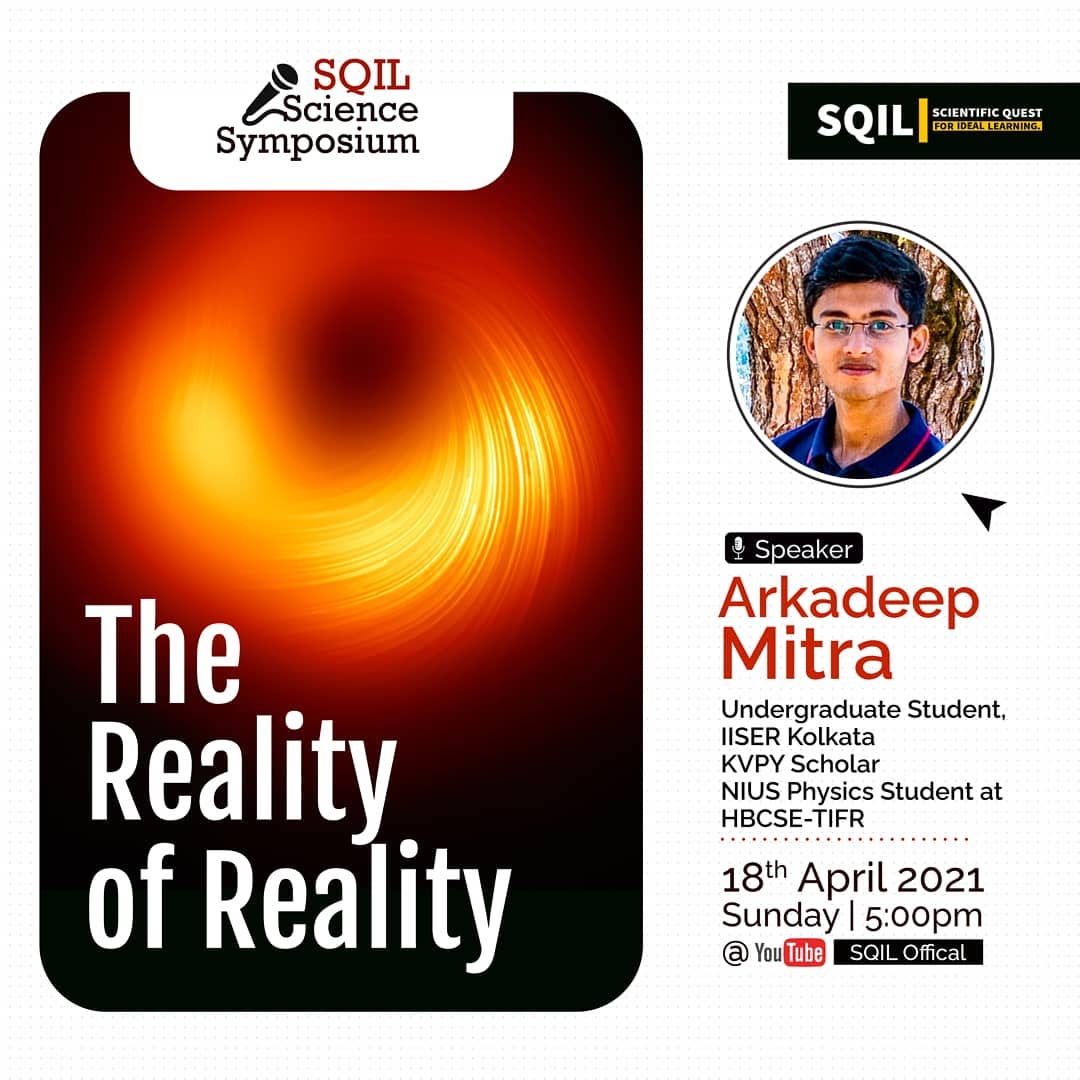 SQIL
Science
Symposium
SQIL
SCIENTIFIC QUEST
FOR IDEAL LEARNING.
The
Reality
of Reality
Speaker
Arkadeep
Mitra
Undergraduate Student,
IISER Kolkata
KVPY Scholar
NIUS Physics Student at
HBCSE-TIFR
18th April 2021
Sunday | 5:00pm
@ YouTube SQIL Offical